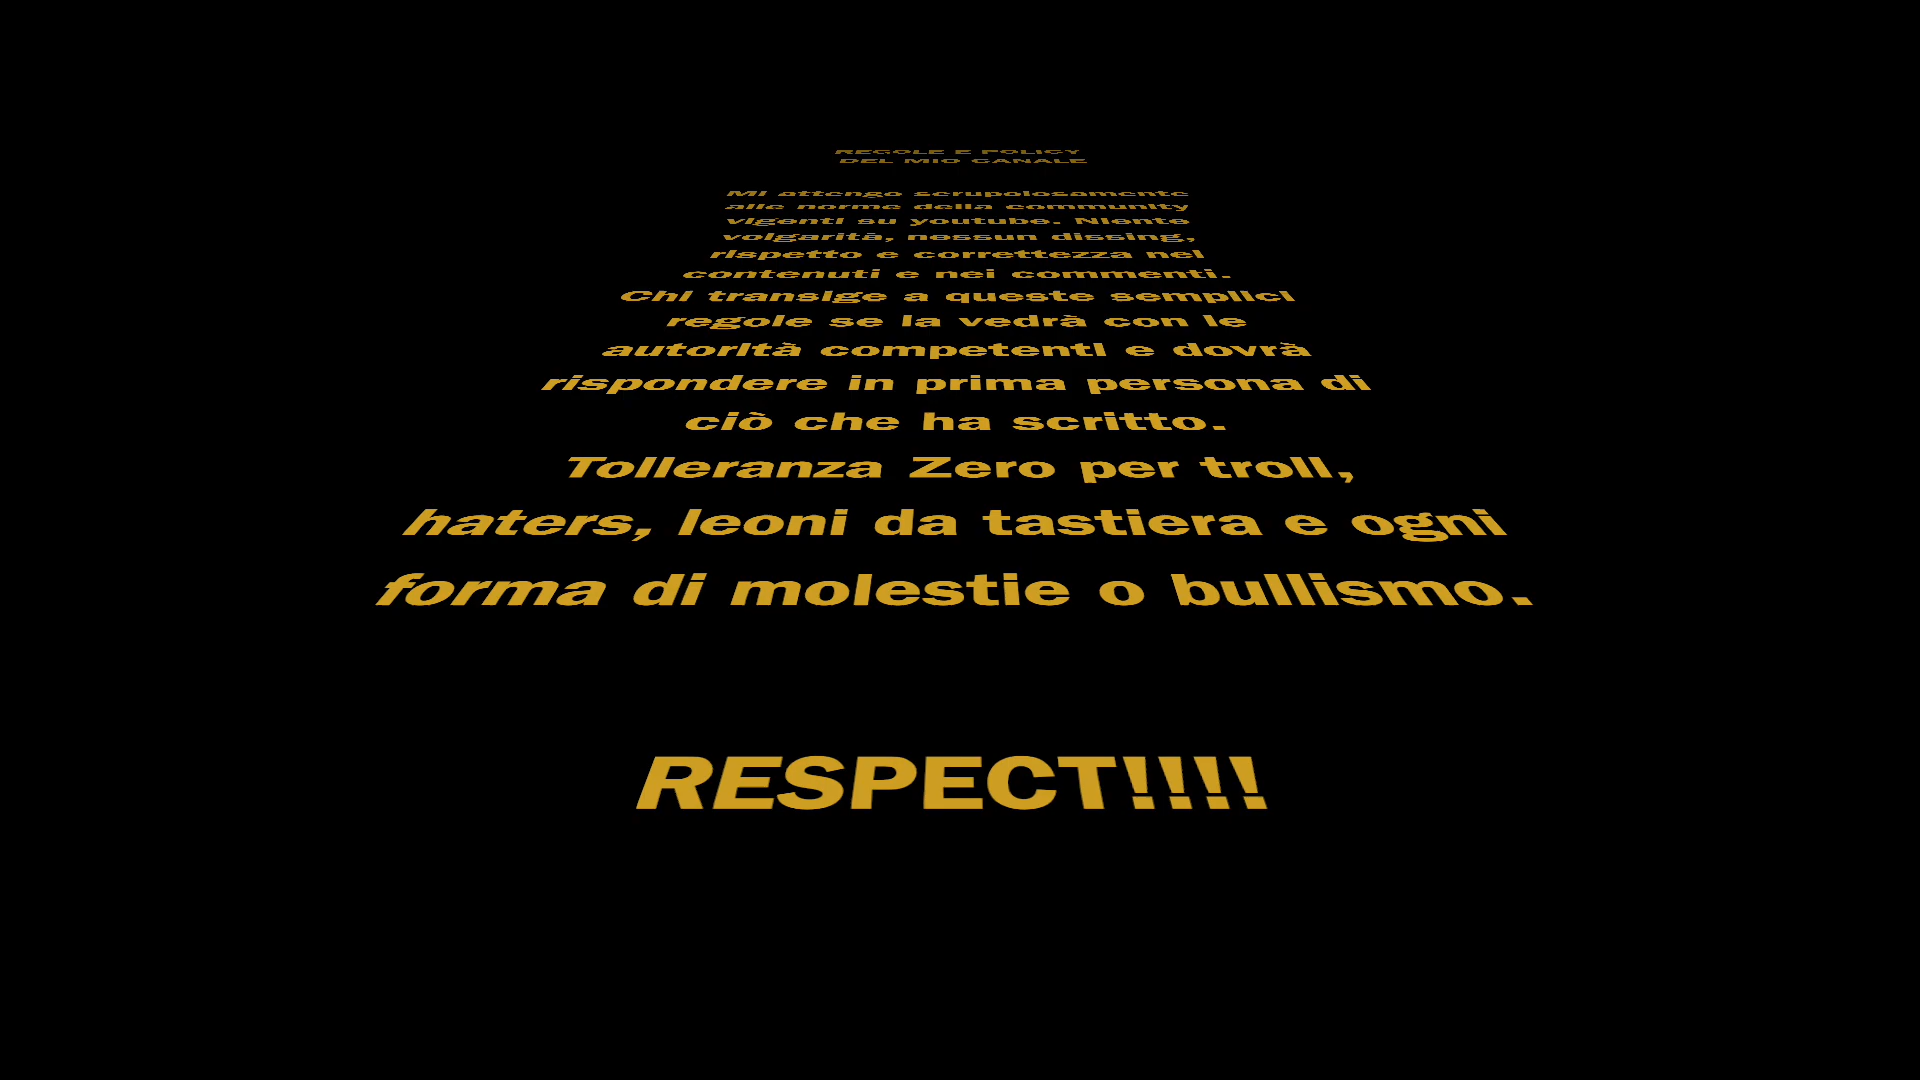 REGOLE E POLICY
DEL MIO CANALE
Mi attengo scrupolosamente
alle norme della community
vigenti su youtube. Niente
volgarità, nessun dissing,
rispetto e correttezza nei
contenuti e nei commenti.
Chi transige a queste semplici
regole se la vedrà con le
autorità competenti e dovrà
rispondere in prima persona di
ciò che ha scritto.
Tolleranza Zero per troll,
haters, leoni da tastiera e ogni
forma di molestie o bullismo.
RESPECT!!!!